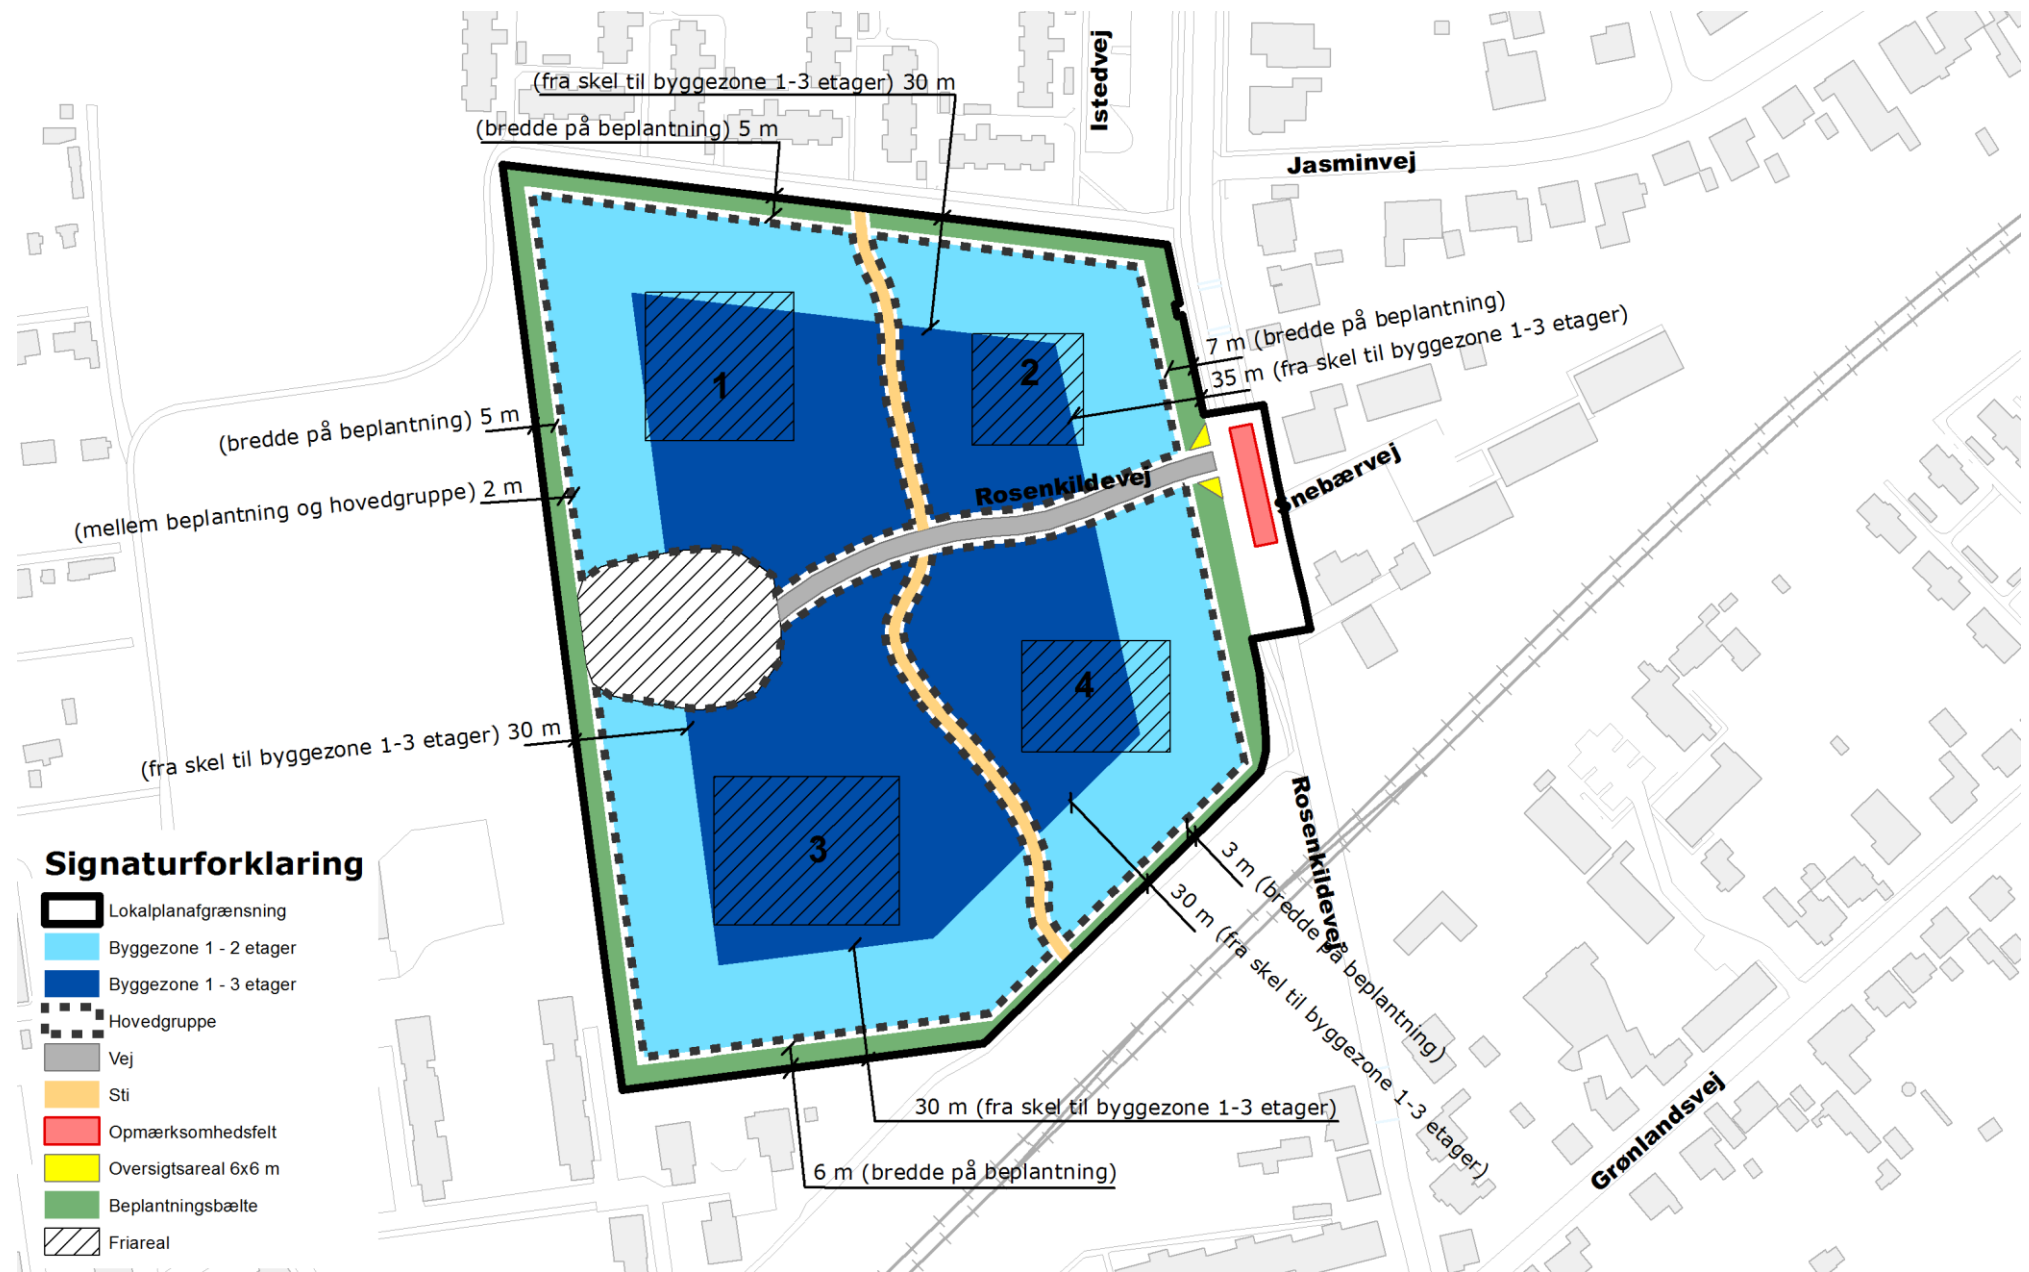 Istedvej
(fra skel til byggezone 1-3 etager) 30 m
(bredde på beplantning) 5 m
Jasminvej
7 m (bredde på beplantning)
35 m (fra skel til byggezone 1-3 etager)
1
2
(bredde på beplantning) 5 m
Rosenkildevej
Snebærvej
(mellem beplantning og hovedgruppe) 2 m
4
(fra skel til byggezone 1-3 etager) 30 m
3
Rosenkildevej
3 m (bredde på beplantning)
30 m (fra skel til byggezone 1-3 etager)
30 m (fra skel til byggezone 1-3 etager)
6 m (bredde på beplantning)
Grønlandsvej
Signaturforklaring
Lokalplanafgrænsning
Byggezone 1 - 2 etager
Byggezone 1 - 3 etager
Hovedgruppe
Vej
Sti
Opmærksomhedsfelt
Oversigtsareal 6x6 m
Beplantningsbælte
Friareal